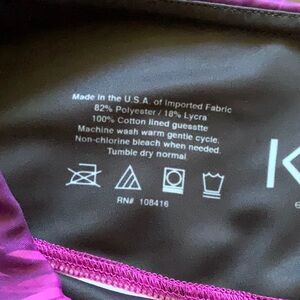 Made in the U.S.A. of Imported Fabric
82% Polyester / 18% Lycra
100% Cotton lined guesstte
Machine wash warm gentle cycle.
Non-chlorine bleach when needed.
Tumble dry normal.
RN# 108416
K